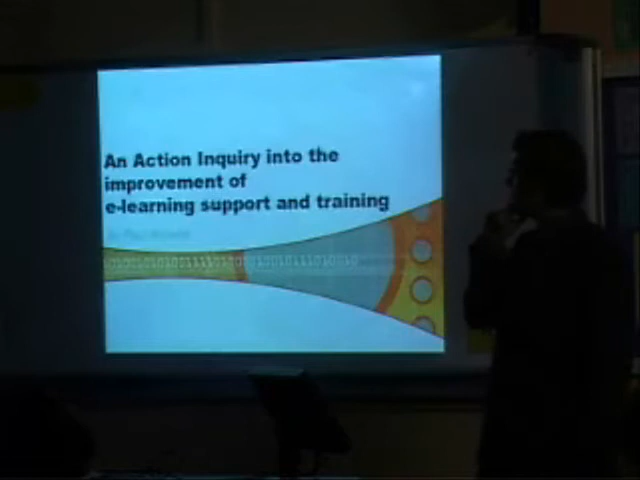 An Action Inquiry into the
improvement of
e-learning support and training